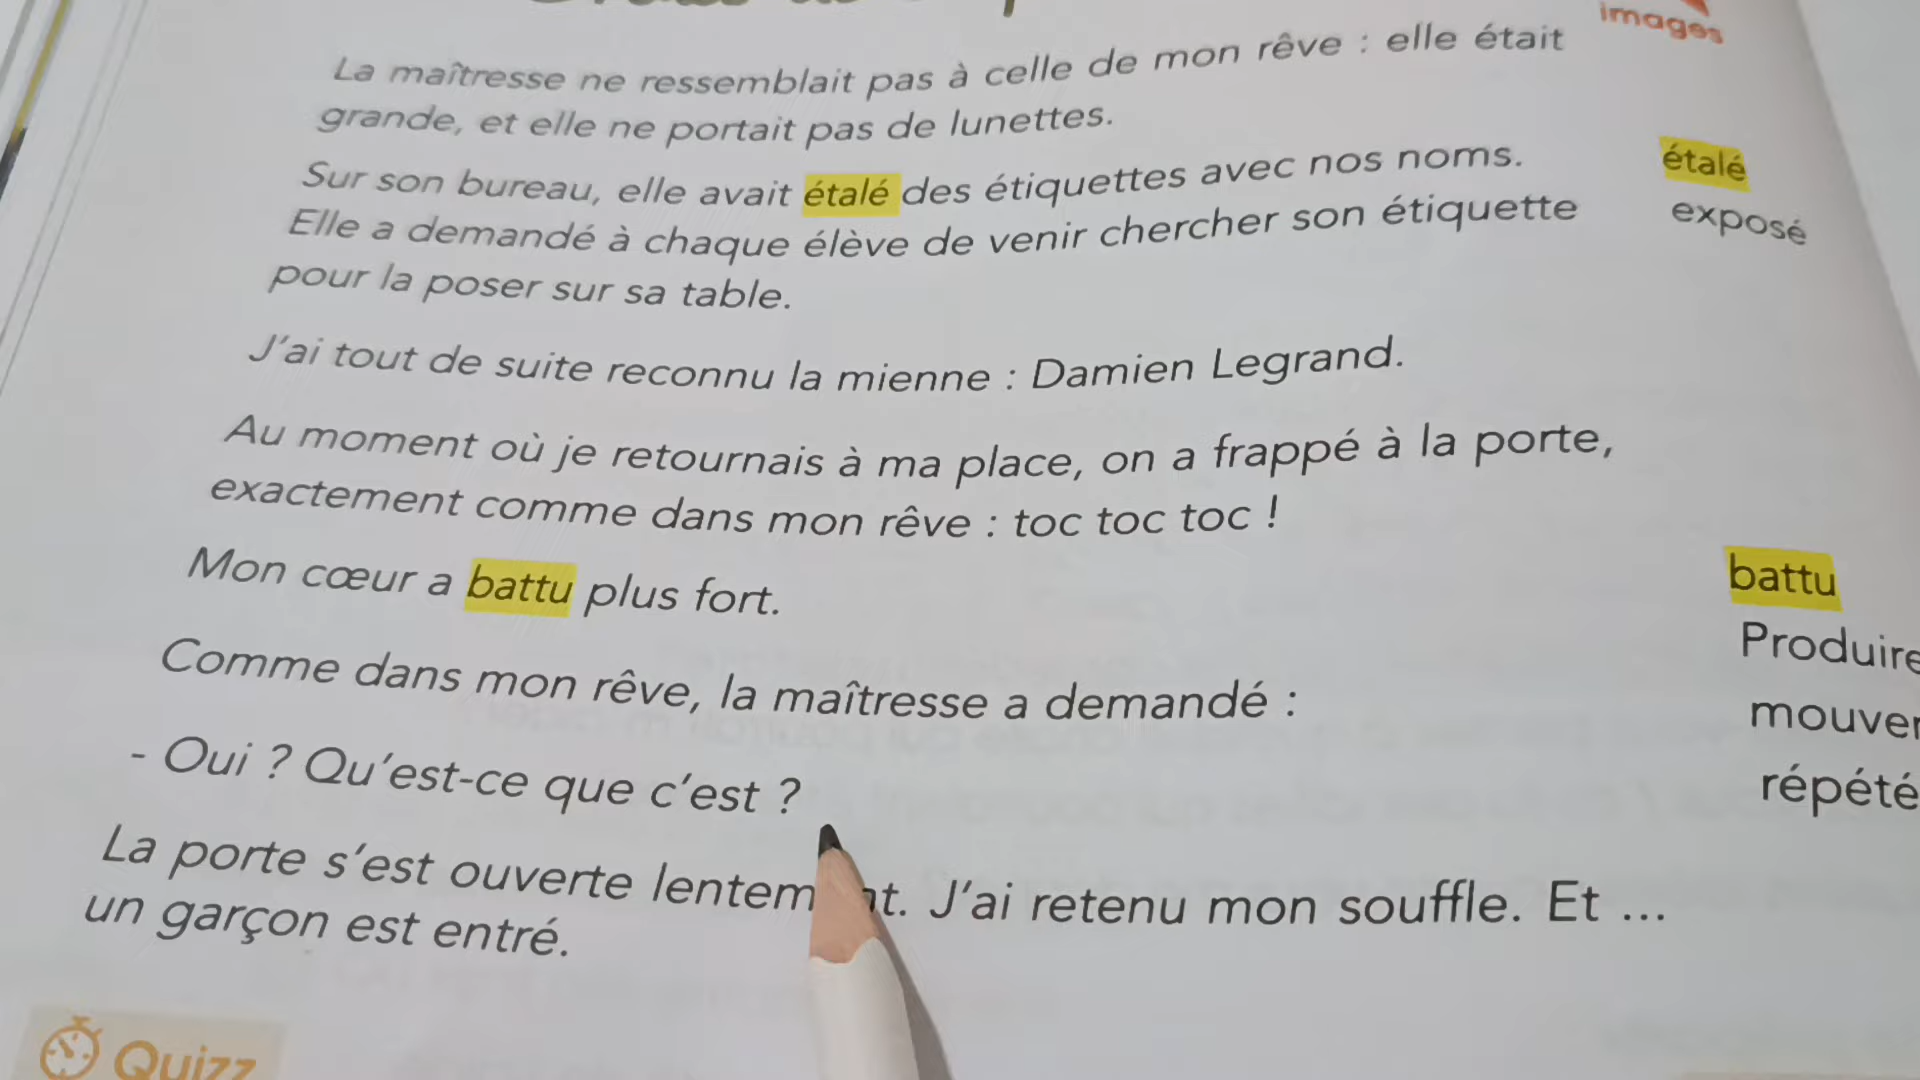 images
La maîtresse ne ressemblait pas à celle de mon rêve : elle était
grande, et elle ne portait pas de lunettes.
Sur son bureau, elle avait étalé des étiquettes avec nos noms.
Elle a demandé à chaque élève de venir chercher son étiquette
pour la poser sur sa table.
J'ai tout de suite reconnu la mienne : Damien Legrand.
Au moment où je retournais à ma place, on a frappé à la porte,
exactement comme dans mon rêve : toc toc toc !
Mon cœur a battu plus fort.
Comme dans mon rêve, la maîtresse a demandé :
- Oui ? Qu'est-ce que c'est ?
La porte s'est ouverte lentem nt. J'ai retenu mon souffle. Et ...
un garçon est entré.
étalé
exposé
battu
Produire
mouve
répété
Quizz